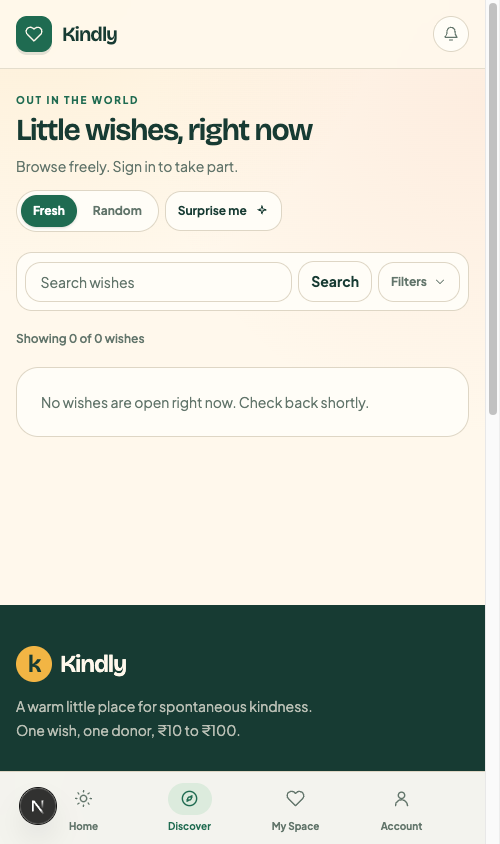 Kindly
OUT IN THE WORLD
Little wishes, right now
Browse freely. Sign in to take part.
Fresh Random Surprise me
Search wishes Search Filters
Showing 0 of 0 wishes
No wishes are open right now. Check back shortly.
k Kindly
A warm little place for spontaneous kindness.
One wish, one donor, ₹10 to ₹100.
N
Home Discover My Space Account